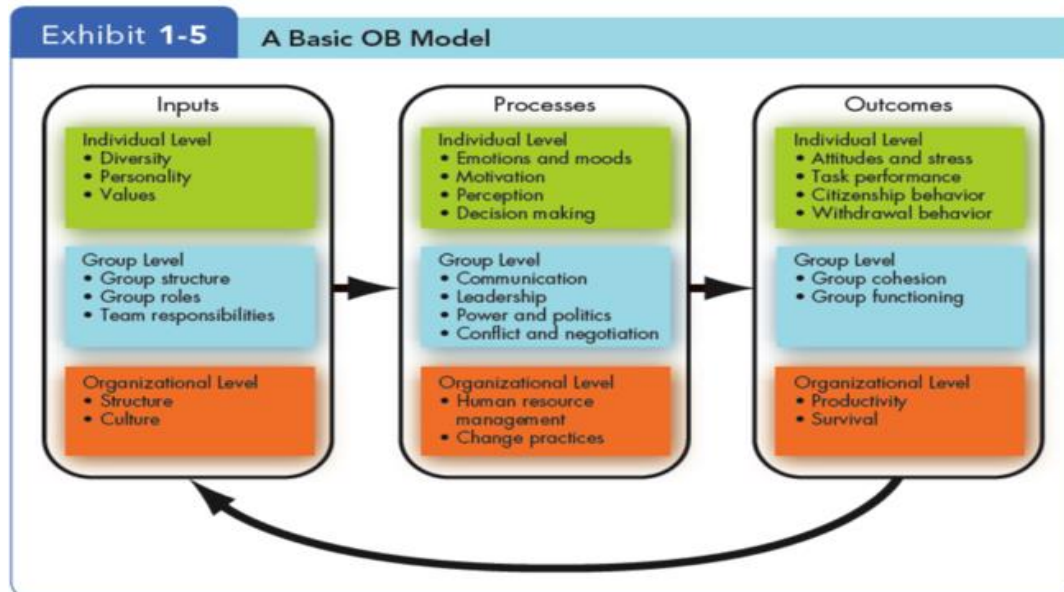 Exhibit 1-5
A Basic OB Model
Inputs
Individual Level
• Diversity
• Personality
• Values
Group Level
• Group structure
• Group roles
• Team responsibilities
Organizational Level
• Structure
• Culture
Processes
Individual Level
• Emotions and moods
• Motivation
• Perception
• Decision making
Group Level
• Communication
• Leadership
• Power and politics
• Conflict and negotiation
Organizational Level
• Human resource
management
• Change practices
Outcomes
Individual Level
• Attitudes and stress
• Task performance
• Citizenship behavior
• Withdrawal behavior
Group Level
• Group cohesion
• Group functioning
Organizational Level
• Productivity
• Survival